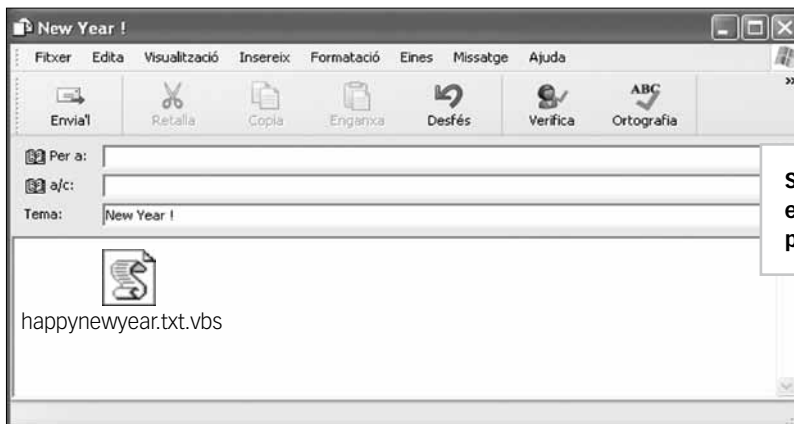 New Year !
Fitxer Edita Visualització Insereix Formatació Eines Missatge Ajuda
Envia'l Retalla Copia Enganxa Desfés Verifica Ortografia
Per a:
a/c:
Tema: New Year !
happynewyear.txt.vbs